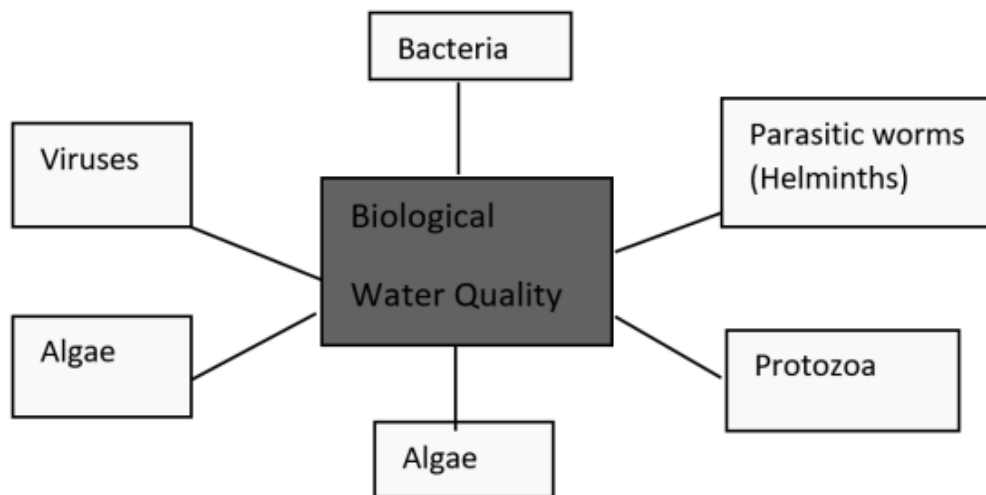 Bacteria
Viruses
Parasitic worms
(Helminths)
Biological
Water Quality
Algae
Protozoa
Algae